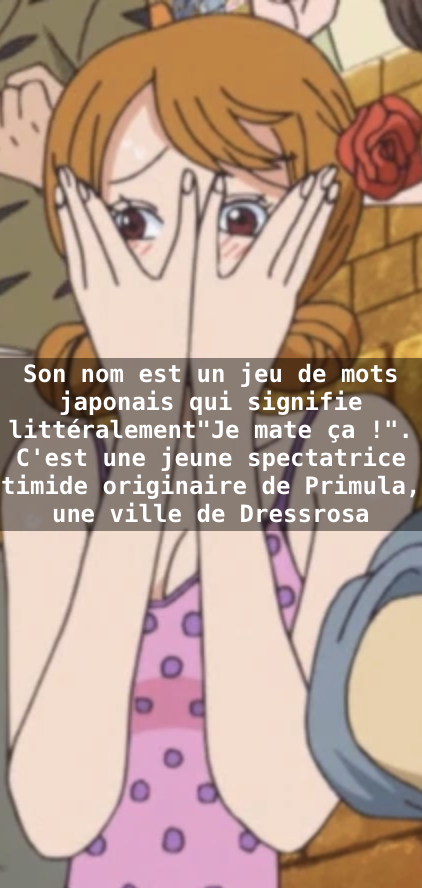 Son nom est un jeu de mots
japonais qui signifie
littéralement"Je mate ça !".
C'est une jeune spectatrice
timide originaire de Primula,
une ville de Dressrosa